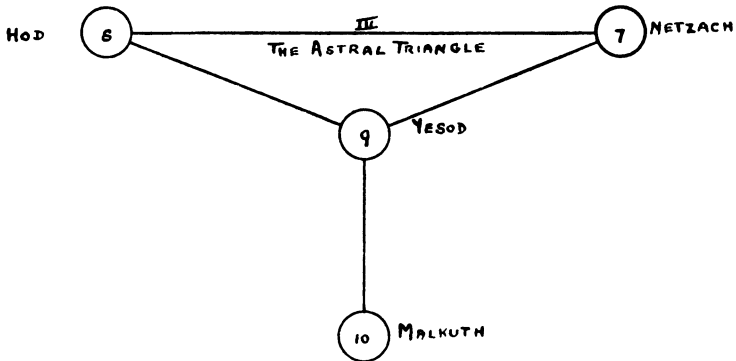 HOD
8
III
THE ASTRAL TRIANGLE
7
NETZACH
9
YESOD
10
MALKUTH